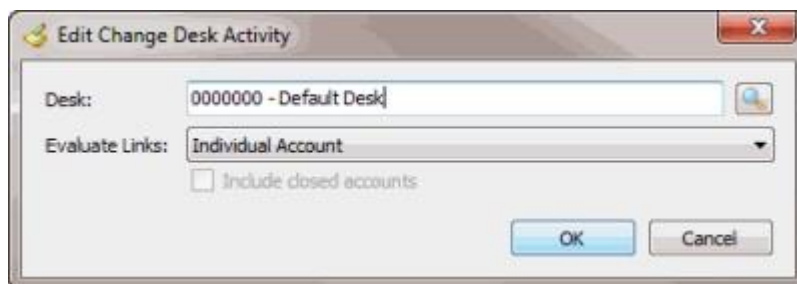 Edit Change Desk Activity
Desk: 0000000 - Default Desk
Evaluate Links: Individual Account
Include closed accounts
OK Cancel